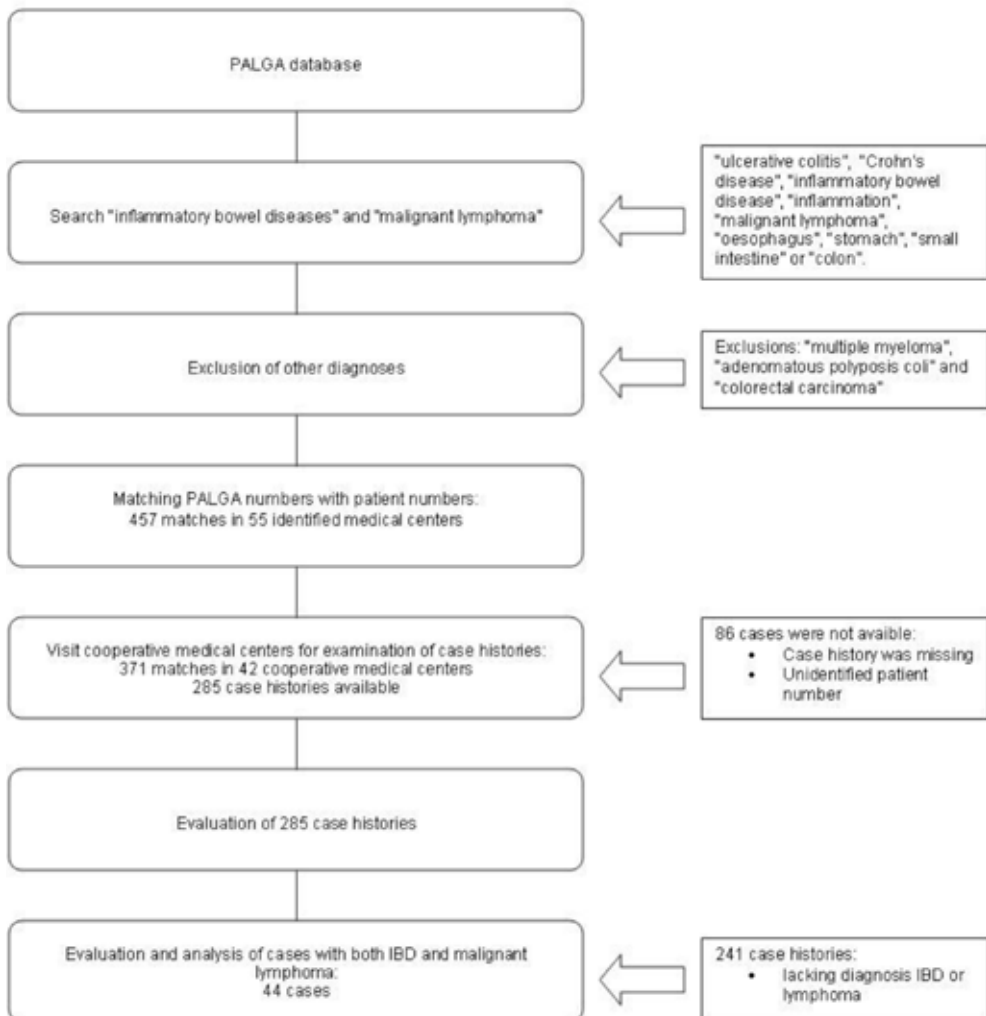 PALGA database
Search "inflammatory bowel diseases" and "malignant lymphoma"
"ulcerative colitis", "Crohn's
disease", "inflammatory bowel
disease", "inflammation",
"malignant lymphoma",
"oesophagus", "stomach", "small
intestine" or "colon".
Exclusion of other diagnoses
Exclusions: "multiple myeloma",
"adenomatous polyposis coli" and
"colorectal carcinoma"
Matching PALGA numbers with patient numbers:
457 matches in 55 identified medical centers
Visit cooperative medical centers for examination of case histories:
371 matches in 42 cooperative medical centers
285 case histories available
86 cases were not avaible:
• Case history was missing
• Unidentified patient
number
Evaluation of 285 case histories
Evaluation and analysis of cases with both IBD and malignant
lymphoma:
44 cases
241 case histories:
• lacking diagnosis IBD or
lymphoma